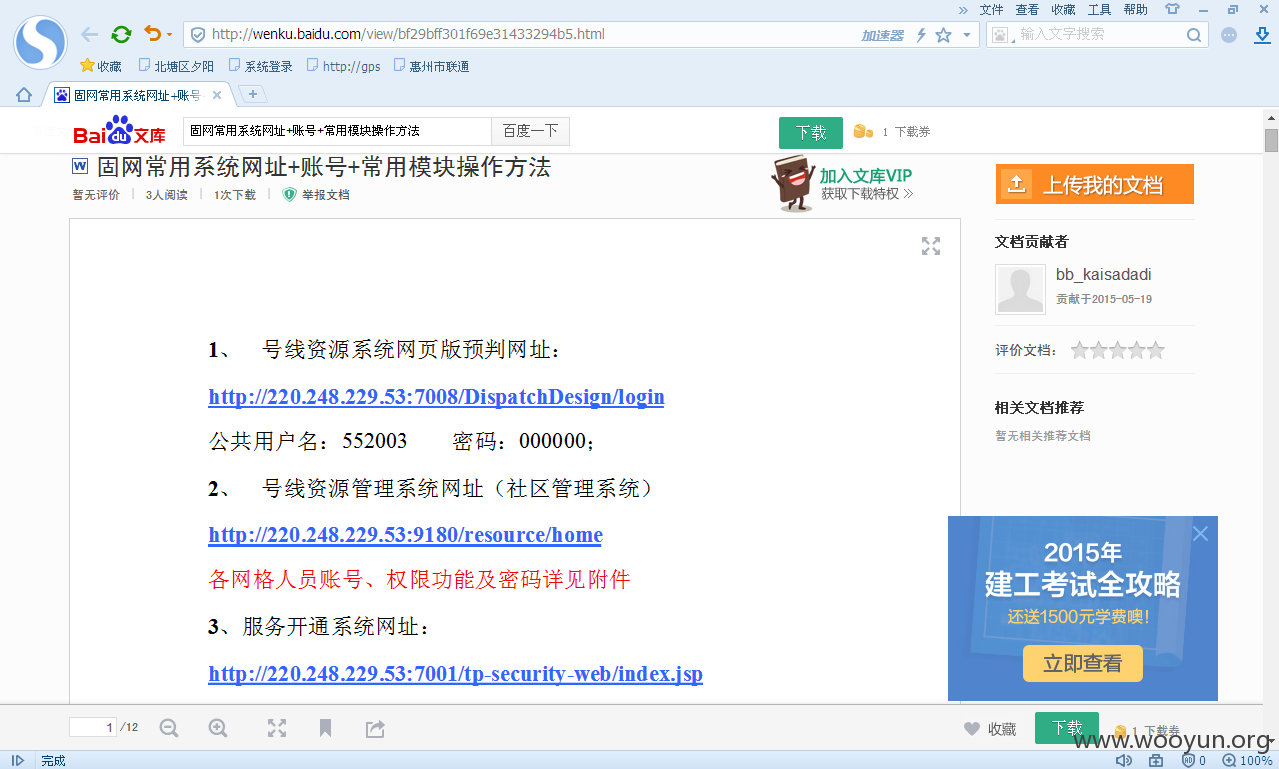 » 文件 查看 收藏 工具 帮助
http://wenku.baidu.com/view/bf29bff301f69e31433294b5.html 加速器 输入文字搜索
收藏 北塘区夕阳 系统登录 http://gps 惠州市联通
固网常用系统网址+账号
Bai du 文库 固网常用系统网址+账号+常用模块操作方法 百度一下 下载 1 下载券
W 固网常用系统网址+账号+常用模块操作方法
暂无评价 3人阅读 1次下载 举报文档
加入文库VIP
获取下载特权 >>
上传我的文档
文档贡献者
bb_kaisadadi
贡献于2015-05-19
评价文档：
相关文档推荐
暂无相关推荐文档
1、 号线资源系统网页版预判网址：
http://220.248.229.53:7008/DispatchDesign/login
公共用户名：552003 密码：000000；
2、 号线资源管理系统网址（社区管理系统）
http://220.248.229.53:9180/resource/home
各网格人员账号、权限功能及密码详见附件
3、服务开通系统网址：
http://220.248.229.53:7001/tp-security-web/index.jsp
2015年
建工考试全攻略
还送1500元学费噢!
立即查看
1 /12 收藏 下载 1 下载券
www.wooyun.org
完成 0 100%